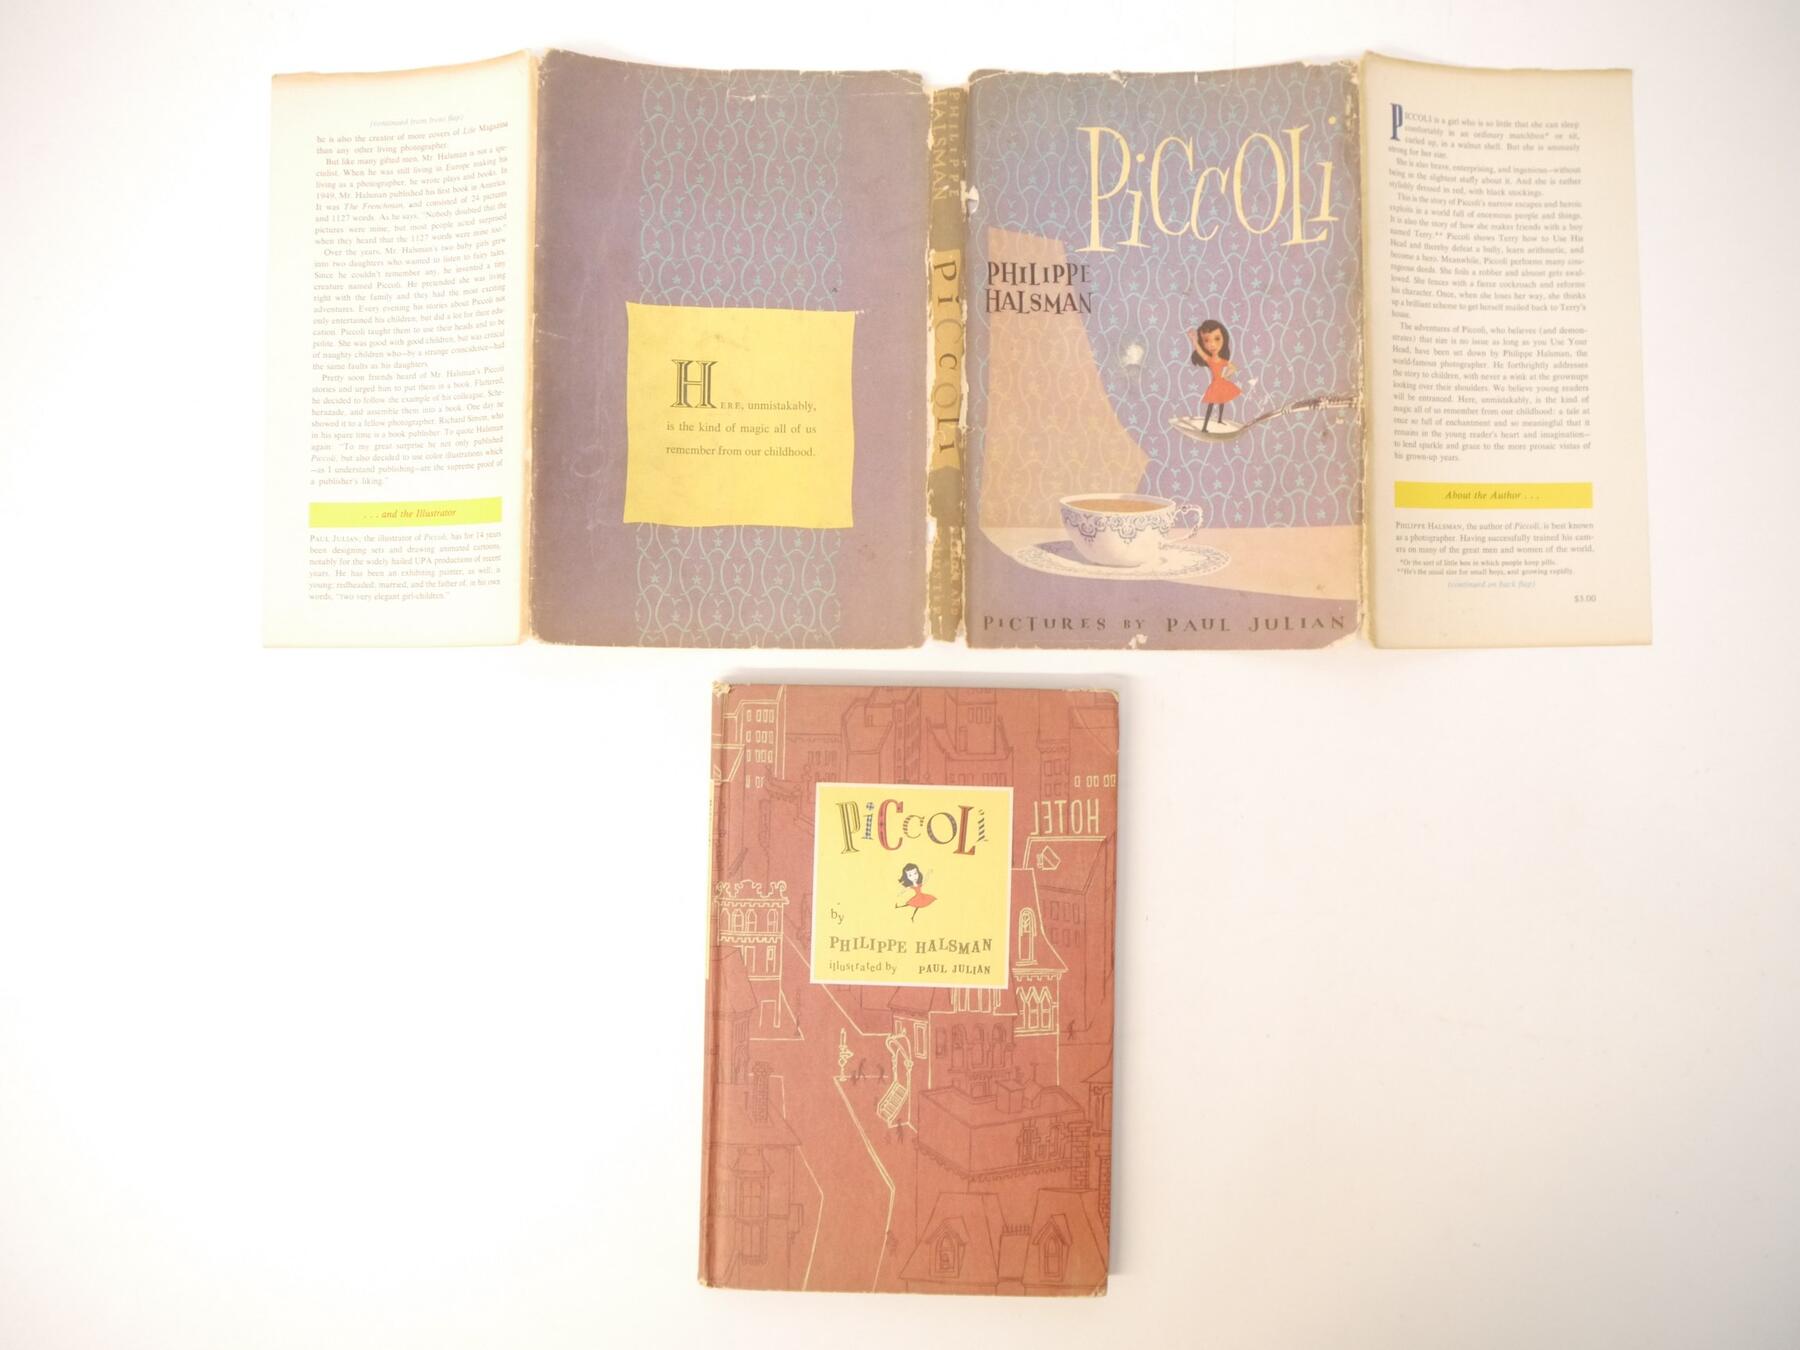 (continued from front flap)
he is also the creator of more covers of Life Magazine
than any other living photographer.
But like many gifted men, Mr. Halsman is not a spe-
cialist. When he was still living in Europe making his
living as a photographer, he wrote plays and books. In
1949, Mr. Halsman published his first book in America.
It was The Frenchman, and consisted of 24 pictures
and 1127 words. As he says, "Nobody doubted that the
pictures were mine, but most people acted surprised
when they heard that the 1127 words were mine too."
Over the years, Mr. Halsman's two baby girls grew
into two daughters who wanted to listen to fairy tales.
Since he couldn't remember any, he invented a tiny
creature named Piccoli. He pretended she was living
right with the family and they had the most exciting
adventures. Every evening his stories about Piccoli not
only entertained his children, but did a lot for their edu-
cation. Piccoli taught them to use their heads and to be
polite. She was good with good children, but was critical
of naughty children who—by a strange coincidence—had
the same faults as his daughters.
Pretty soon friends heard of Mr. Halsman's Piccoli
stories and urged him to put them in a book. Flattered,
he decided to follow the example of his colleague, Sche-
herazade, and assemble them into a book. One day he
showed it to a fellow photographer, Richard Simon, who
in his spare time is a book publisher. To quote Halsman
again: "To my great surprise he not only published
Piccoli, but also decided to use color illustrations which
—as I understand publishing—are the supreme proof of
a publisher's liking."
. . . and the Illustrator
PAUL JULIAN, the illustrator of Piccoli, has for 14 years
been designing sets and drawing animated cartoons,
notably for the widely hailed UPA productions of recent
years. He has been an exhibiting painter, as well, is
young, redheaded, married, and the father of, in his own
words, "two very elegant girl-children."
HERE, unmistakably,
is the kind of magic all of us
remember from our childhood.
PHILIPPE
HALSMAN
PiCCOLi
PiCCOLi
PHILIPPE
HALSMAN
PICTURES BY PAUL JULIAN
PICCOLI is a girl who is so little that she can sleep
comfortably in an ordinary matchbox* or sit,
curled up, in a walnut shell. But she is unusually
strong for her size.
She is also brave, enterprising, and ingenious—without
being in the slightest stuffy about it. And she is rather
stylishly dressed in red, with black stockings.
This is the story of Piccoli's narrow escapes and heroic
exploits in a world full of enormous people and things.
It is also the story of how she makes friends with a boy
named Terry.** Piccoli shows Terry how to Use His
Head and thereby defeat a bully, learn arithmetic, and
become a hero. Meanwhile, Piccoli performs many cou-
rageous deeds. She foils a robber and almost gets swal-
lowed. She fences with a fierce cockroach and reforms
his character. Once, when she loses her way, she thinks
up a brilliant scheme to get herself mailed back to Terry's
house.
The adventures of Piccoli, who believes (and demon-
strates) that size is no issue as long as you Use Your
Head, have been set down by Philippe Halsman, the
world-famous photographer. He forthrightly addresses
the story to children, with never a wink at the grownups
looking over their shoulders. We believe young readers
will be entranced. Here, unmistakably, is the kind of
magic all of us remember from our childhood: a tale at
once so full of enchantment and so meaningful that it
remains in the young reader's heart and imagination—
to lend sparkle and grace to the more prosaic vistas of
his grown-up years.
About the Author . . .
PHILIPPE HALSMAN, the author of Piccoli, is best known
as a photographer. Having successfully trained his cam-
era on many of the great men and women of the world,
*Or the sort of little box in which people keep pills.
**He's the usual size for small boys, and growing rapidly.
(continued on back flap)
$3.00
PiCCOLi
by
PHILIPPE HALSMAN
illustrated by PAUL JULIAN
HOTEL